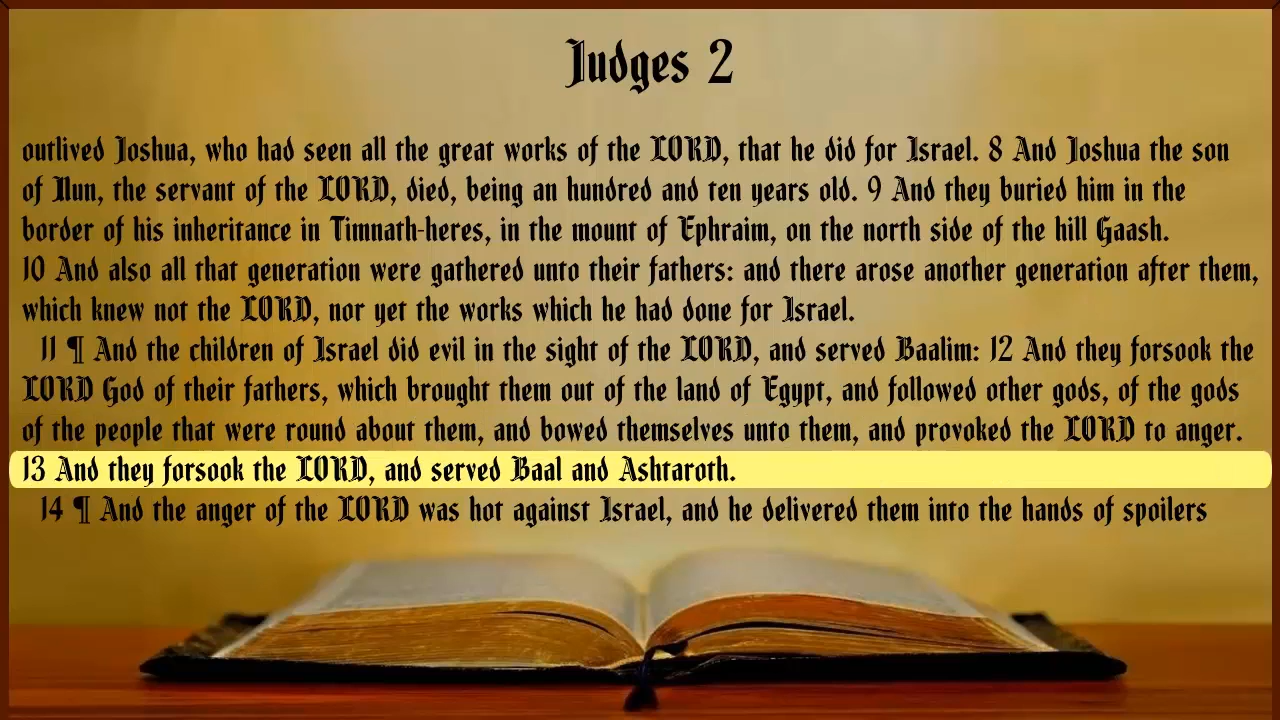 Judges 2
outlived Joshua, who had seen all the great works of the LORD, that he did for Israel. 8 And Joshua the son
of Nun, the servant of the LORD, died, being an hundred and ten years old. 9 And they buried him in the
border of his inheritance in Timnath-heres, in the mount of Ephraim, on the north side of the hill Gaash.
10 And also all that generation were gathered unto their fathers: and there arose another generation after them,
which knew not the LORD, nor yet the works which he had done for Israel.
11 ¶ And the children of Israel did evil in the sight of the LORD, and served Baalim: 12 And they forsook the
LORD God of their fathers, which brought them out of the land of Egypt, and followed other gods, of the gods
of the people that were round about them, and bowed themselves unto them, and provoked the LORD to anger.
13 And they forsook the LORD, and served Baal and Ashtaroth.
14 ¶ And the anger of the LORD was hot against Israel, and he delivered them into the hands of spoilers